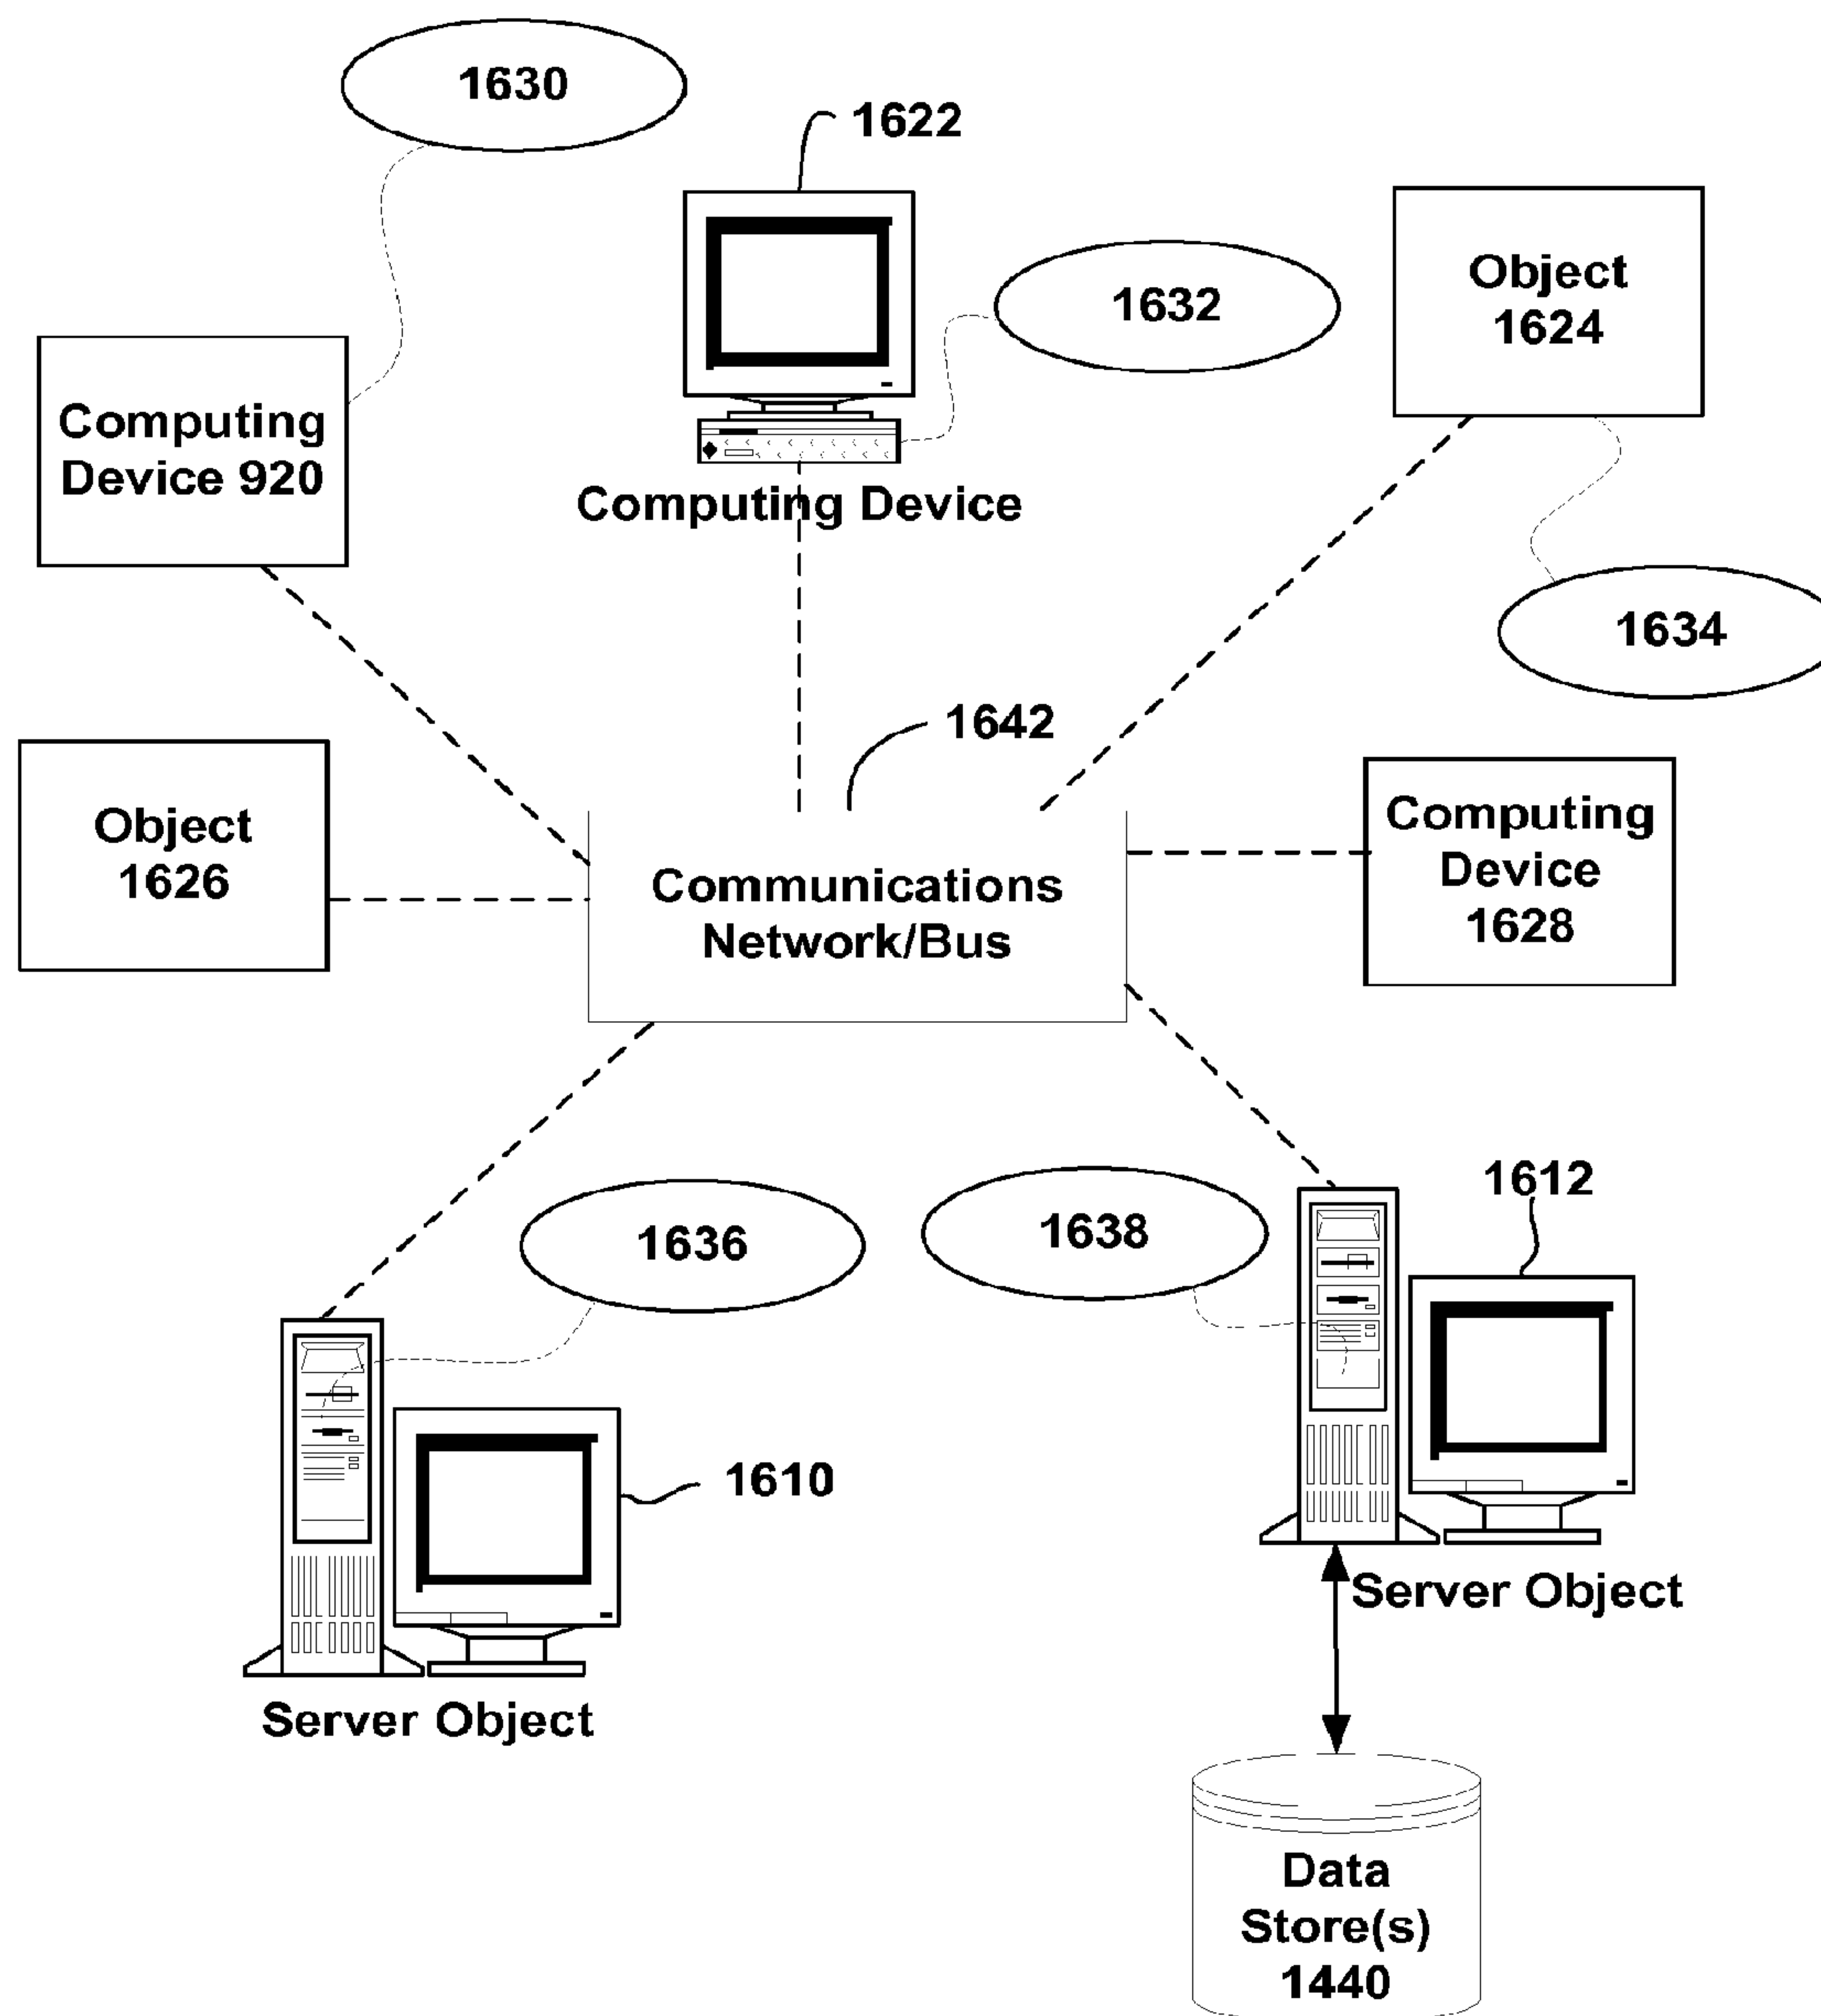 1630
1622
1632
Object
1624
Computing
Device 920
Computing Device
1634
1642
Object
1626
Communications
Network/Bus
Computing
Device
1628
1636
1638
1612
1610
Server Object
Server Object
Data
Store(s)
1440